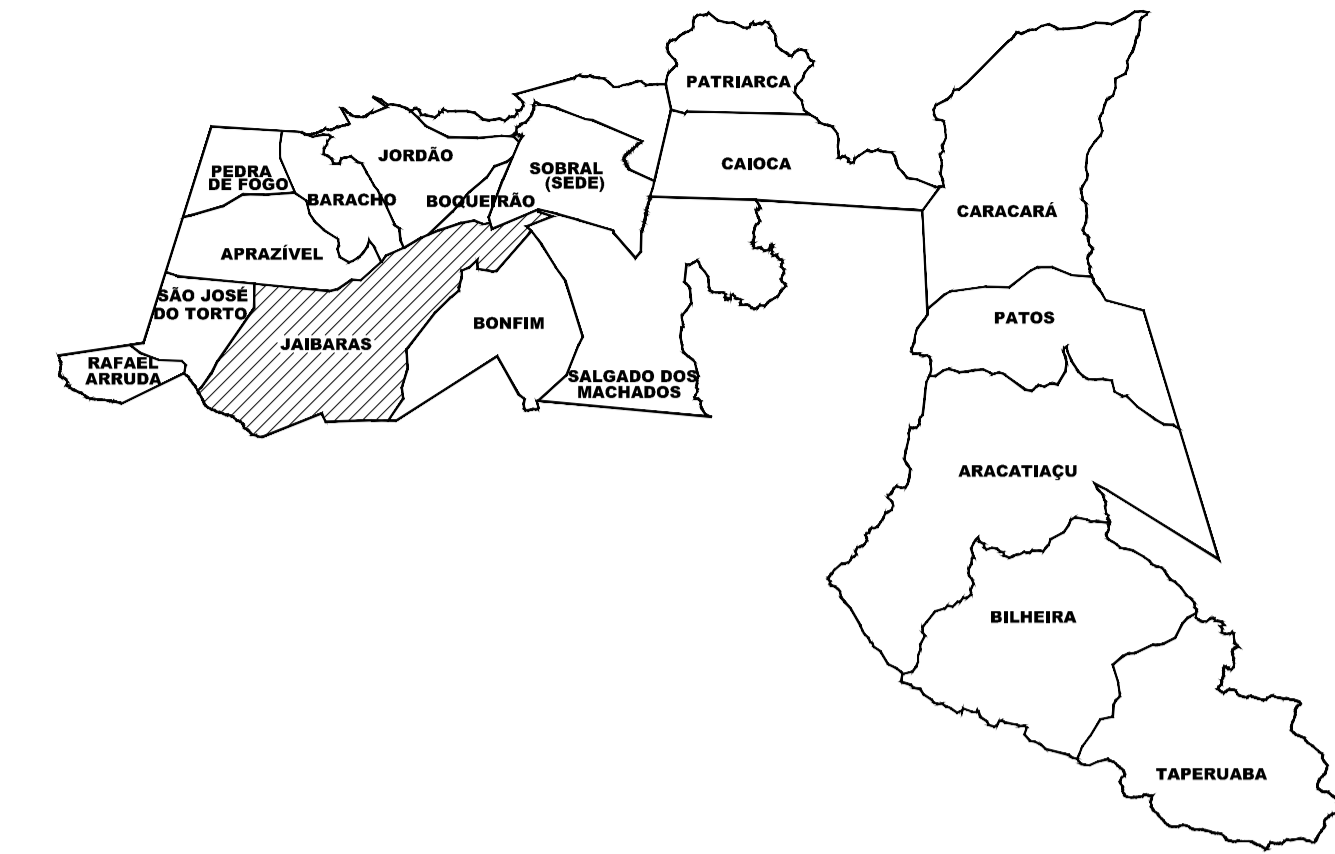 PATRIARCA
CAIOCA
JORDÃO
SOBRAL
(SEDE)
PEDRA
DE FOGO
BARACHO
BOQUEIRÃO
CARACARÁ
APRAZÍVEL
SÃO JOSÉ
DO TORTO
JAIBARAS
BONFIM
PATOS
RAFAEL
ARRUDA
SALGADO DOS
MACHADOS
ARACATIAÇU
BILHEIRA
TAPERUABA